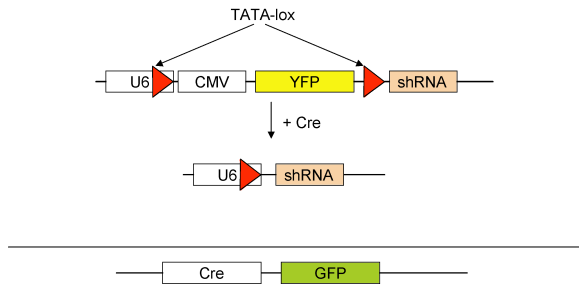 TATA-lox
U6 CMV YFP shRNA
+ Cre
U6 shRNA
Cre GFP